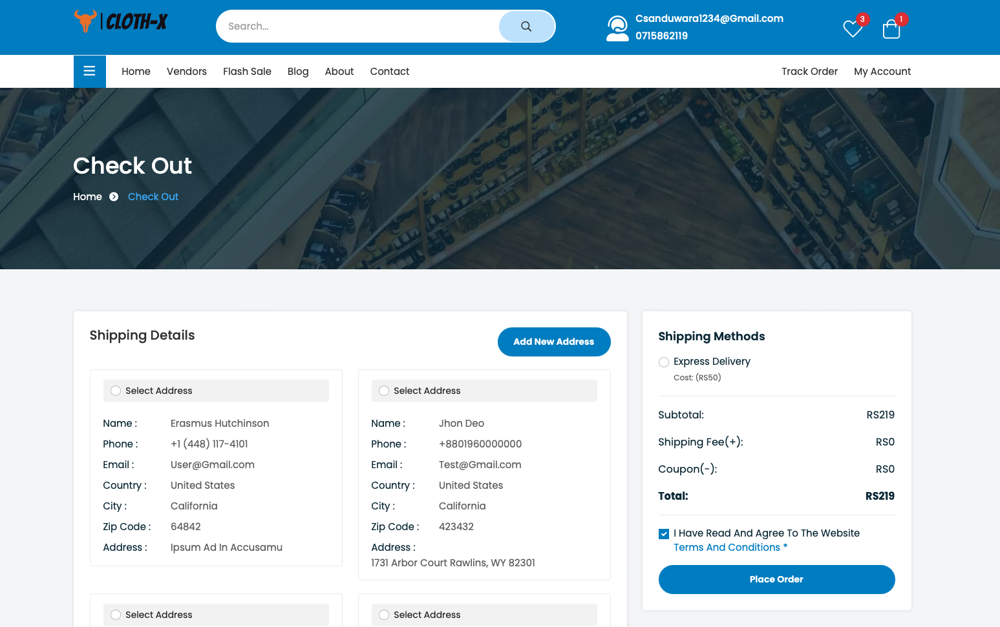 CLOTH-X
Search...
Csanduwara1234@Gmail.com
0715862119
3
1
Home
Vendors
Flash Sale
Blog
About
Contact
Track Order
My Account
Check Out
Home
Check Out
Shipping Details
Add New Address
Select Address
Name :
Erasmus Hutchinson
Phone :
+1 (448) 117-4101
Email :
User@Gmail.com
Country :
United States
City :
California
Zip Code :
64842
Address :
Ipsum Ad In Accusamu
Select Address
Name :
Jhon Deo
Phone :
+8801960000000
Email :
Test@Gmail.com
Country :
United States
City :
California
Zip Code :
423432
Address :
1731 Arbor Court Rawlins, WY 82301
Select Address
Select Address
Shipping Methods
Express Delivery
Cost: (RS50)
Subtotal:
RS219
Shipping Fee(+):
RS0
Coupon(-):
RS0
Total:
RS219
I Have Read And Agree To The Website
Terms And Conditions *
Place Order